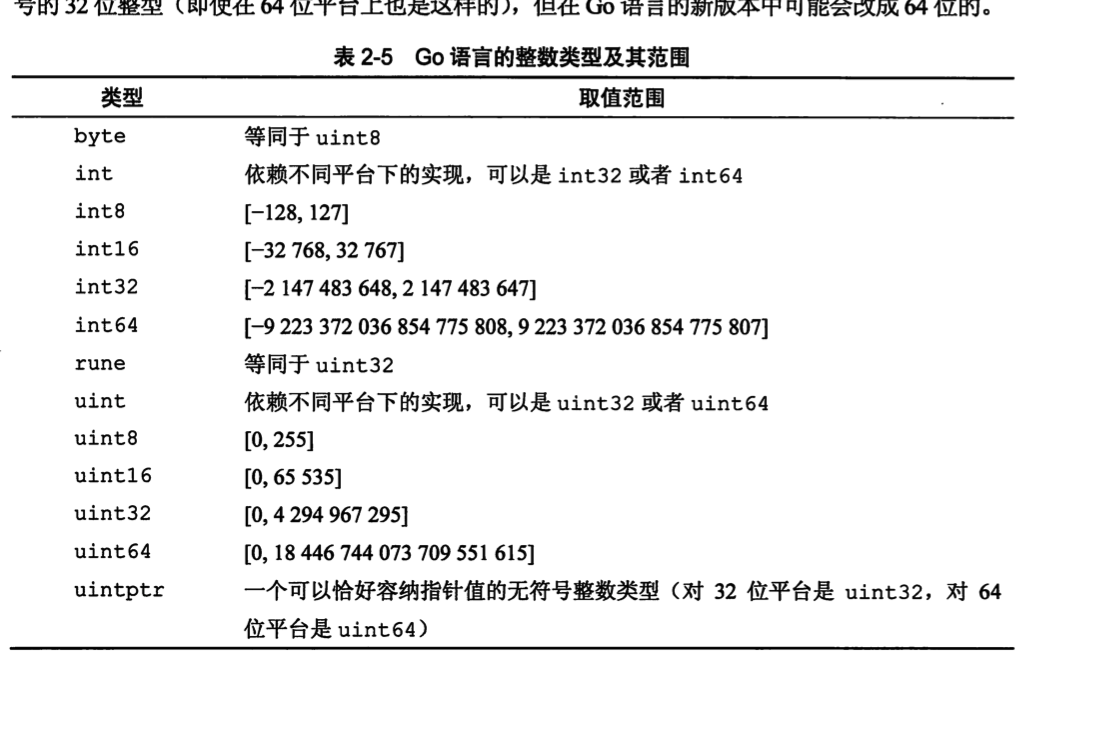 号的 32 位整型（即使在 64 位平台上也是这样的），但在 Go 语言的新版本中可能会改成 64 位的。
表 2-5 Go 语言的整数类型及其范围
类型 取值范围
byte 等同于 uint8
int 依赖不同平台下的实现，可以是 int32 或者 int64
int8 [−128, 127]
int16 [−32 768, 32 767]
int32 [−2 147 483 648, 2 147 483 647]
int64 [−9 223 372 036 854 775 808, 9 223 372 036 854 775 807]
rune 等同于 uint32
uint 依赖不同平台下的实现，可以是 uint32 或者 uint64
uint8 [0, 255]
uint16 [0, 65 535]
uint32 [0, 4 294 967 295]
uint64 [0, 18 446 744 073 709 551 615]
uintptr 一个可以恰好容纳指针值的无符号整数类型（对 32 位平台是 uint32，对 64
位平台是 uint64）